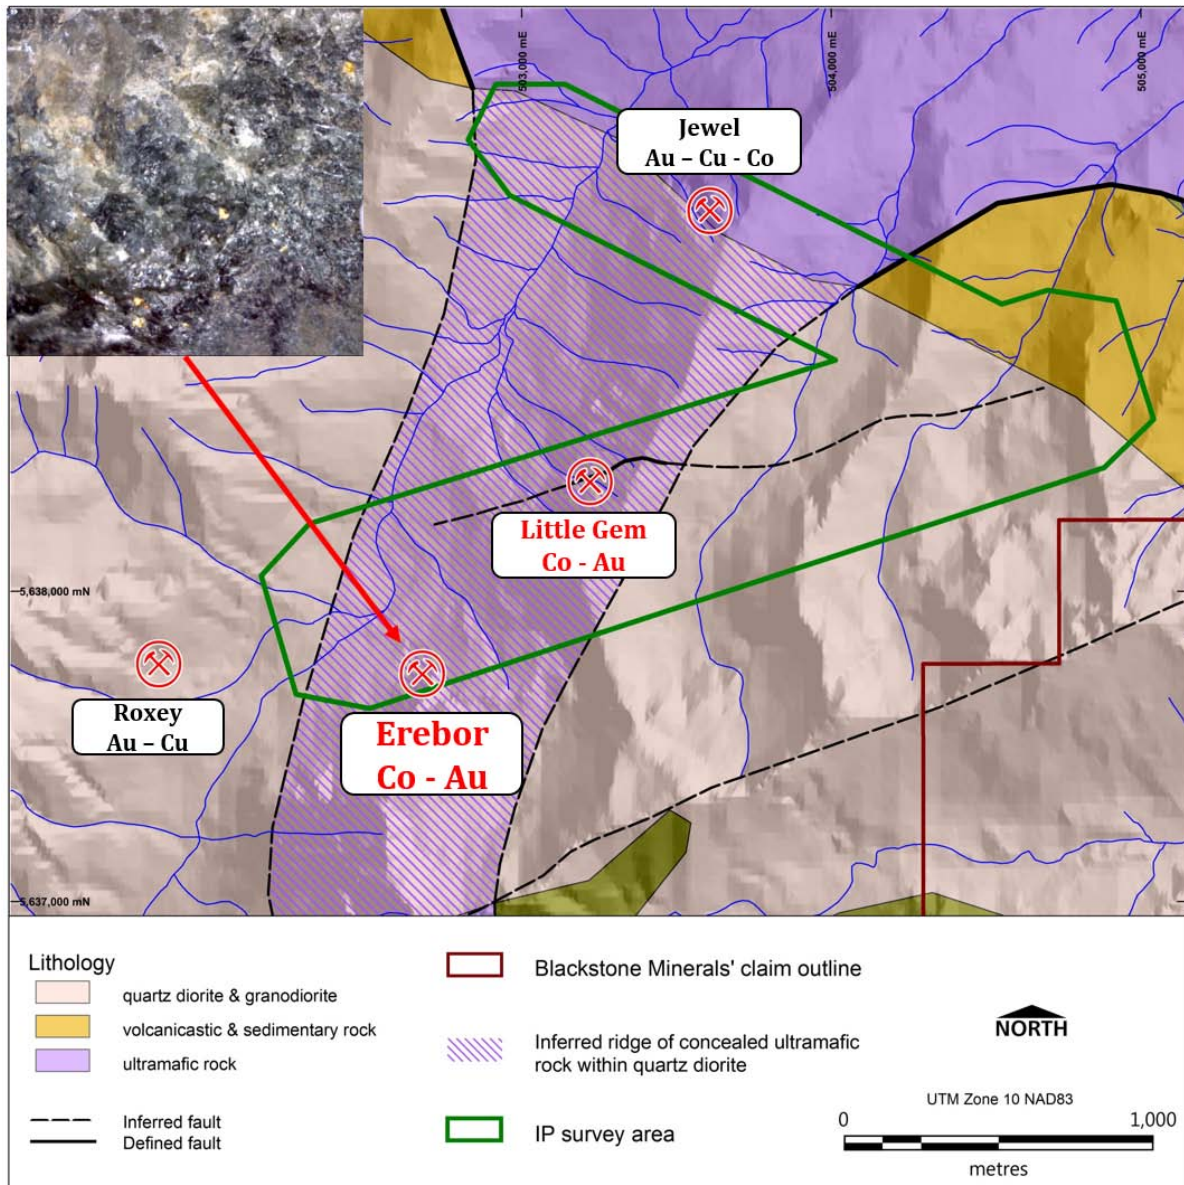 503,000 mE
504,000 mE
505,000 mE
Jewel
Au – Cu - Co
Little Gem
Co - Au
5,638,000 mN
Roxey
Au – Cu
Erebor
Co - Au
5,637,000 mN
Lithology
quartz diorite & granodiorite
volcanicastic & sedimentary rock
ultramafic rock
Inferred fault
Defined fault
Blackstone Minerals' claim outline
Inferred ridge of concealed ultramafic
rock within quartz diorite
IP survey area
NORTH
UTM Zone 10 NAD83
0 1,000
metres